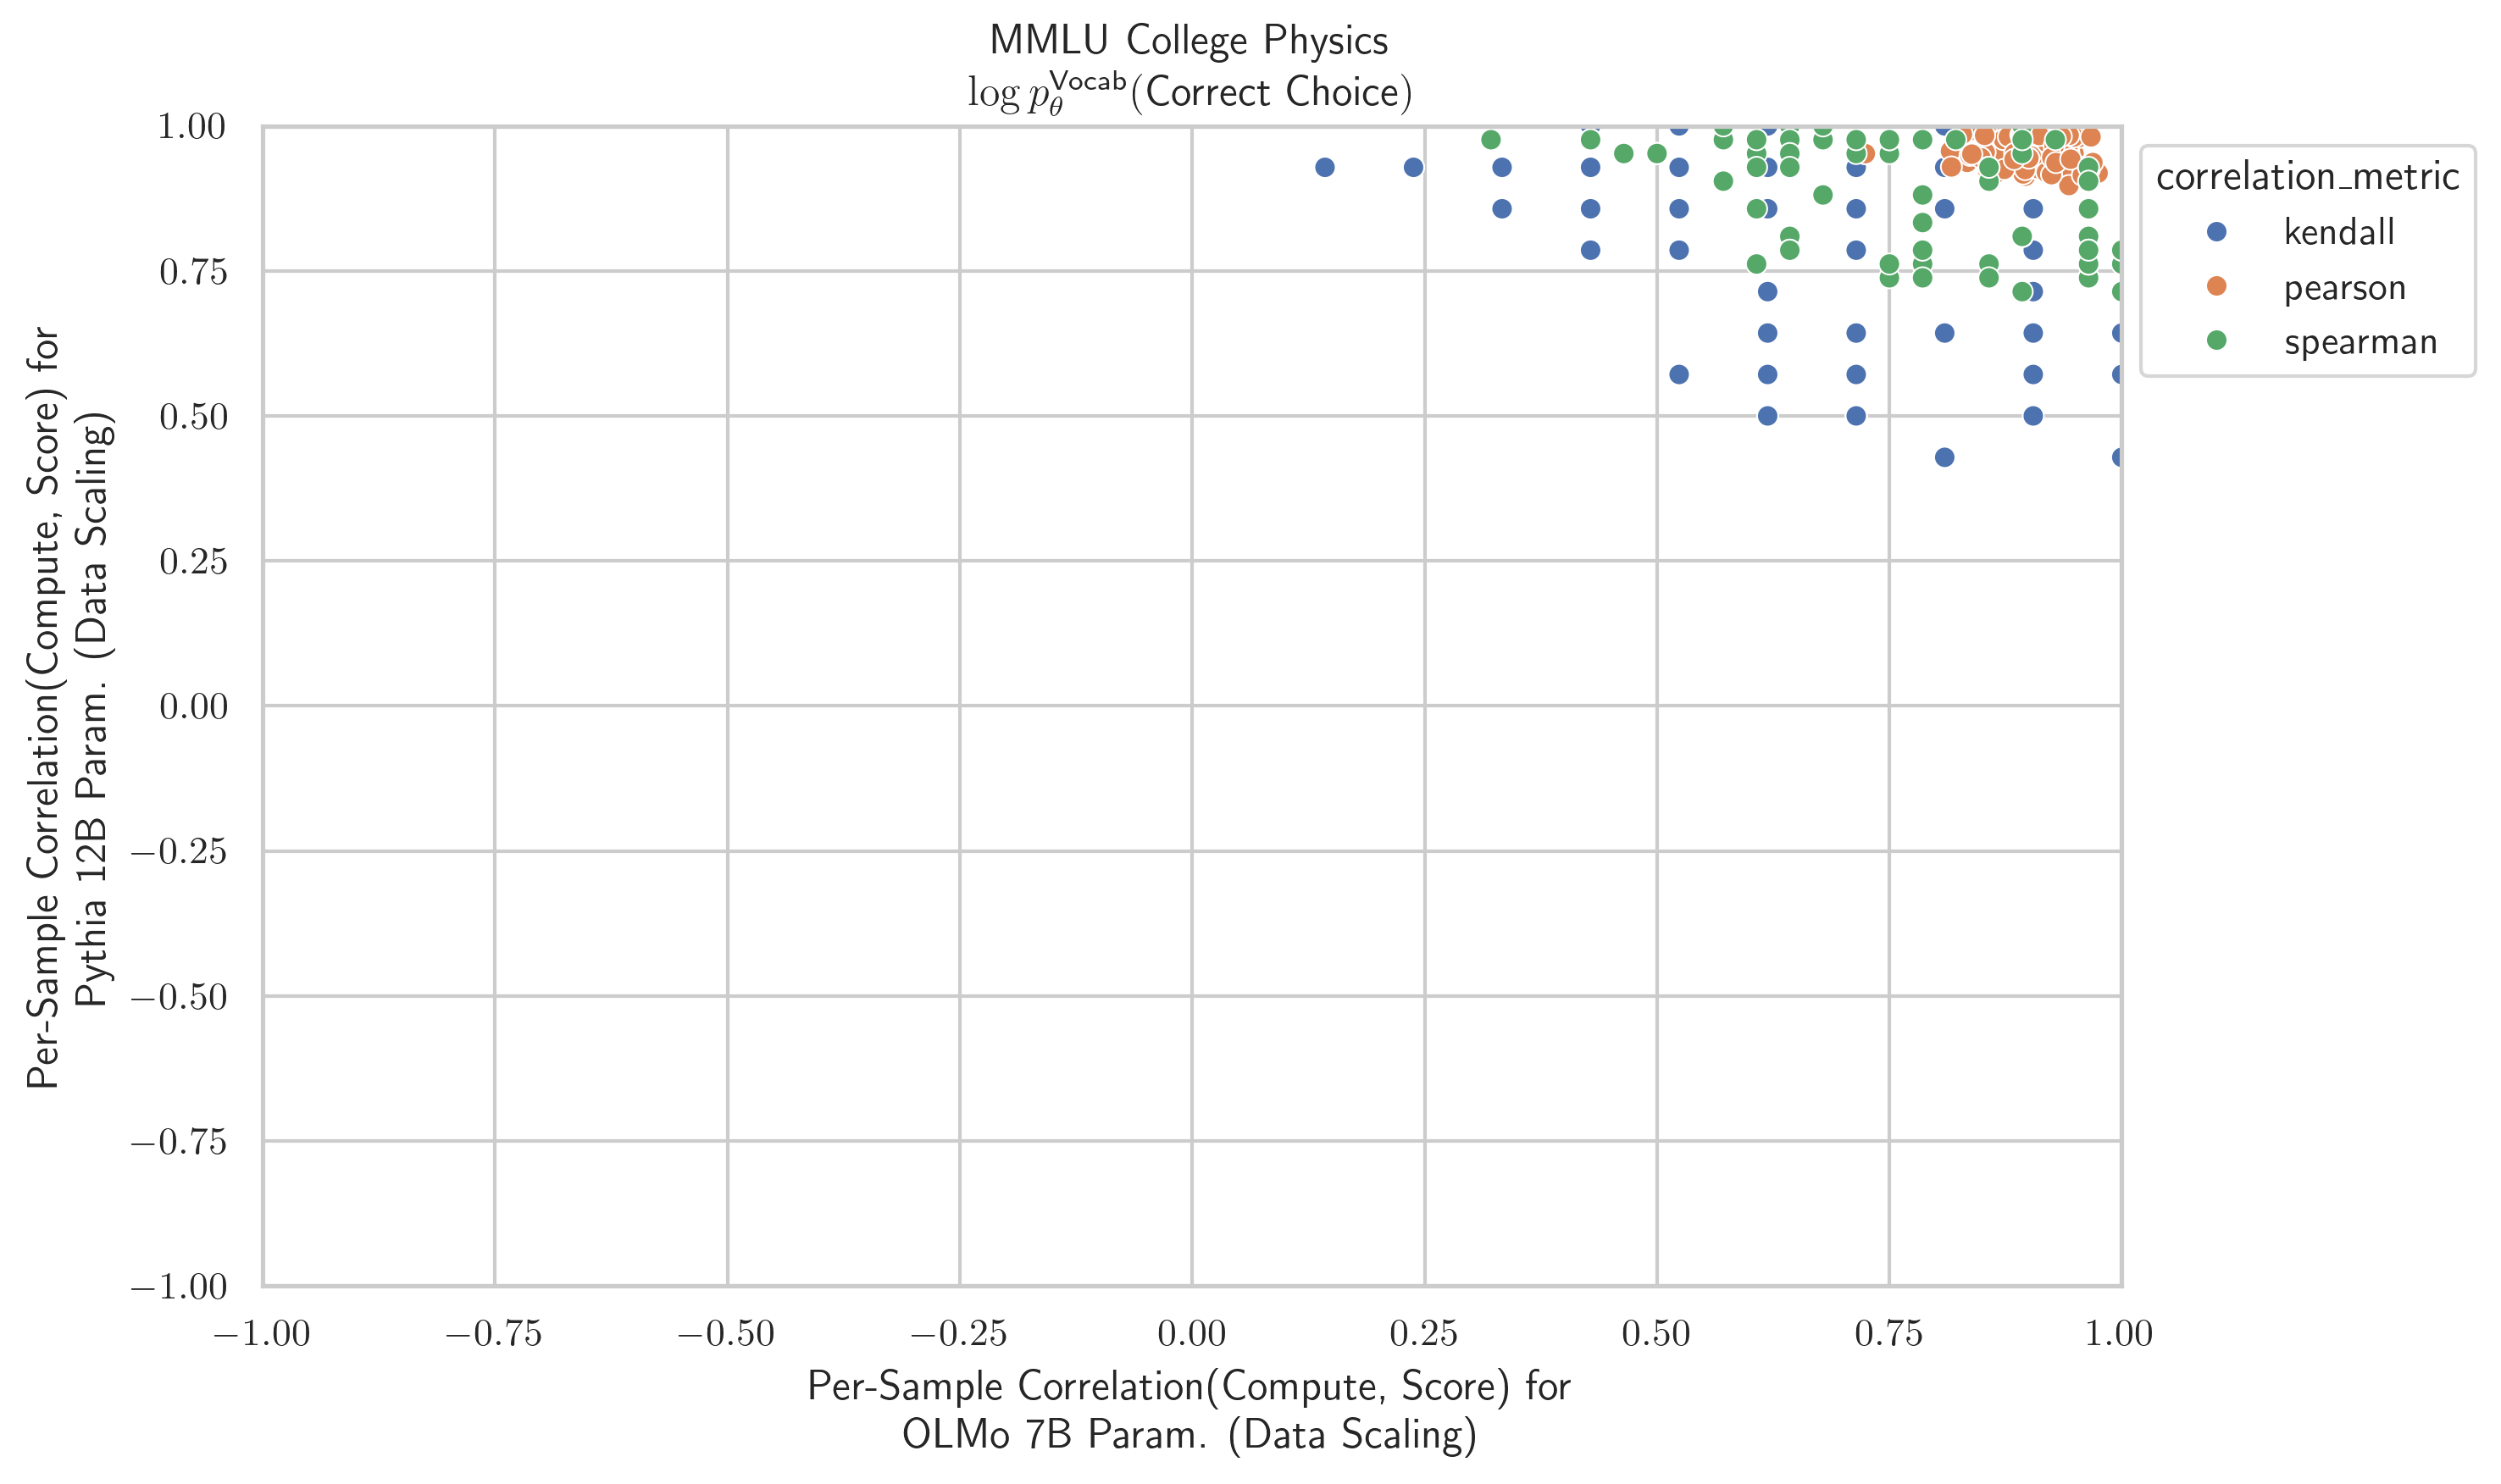 MMLU College Physics
log p_θ^Vocab(Correct Choice)
1.00
0.75
0.50
0.25
0.00
−0.25
−0.50
−0.75
−1.00
Per-Sample Correlation(Compute, Score) for
Pythia 12B Param. (Data Scaling)
−1.00 −0.75 −0.50 −0.25 0.00 0.25 0.50 0.75 1.00
Per-Sample Correlation(Compute, Score) for
OLMo 7B Param. (Data Scaling)
correlation_metric
kendall
pearson
spearman